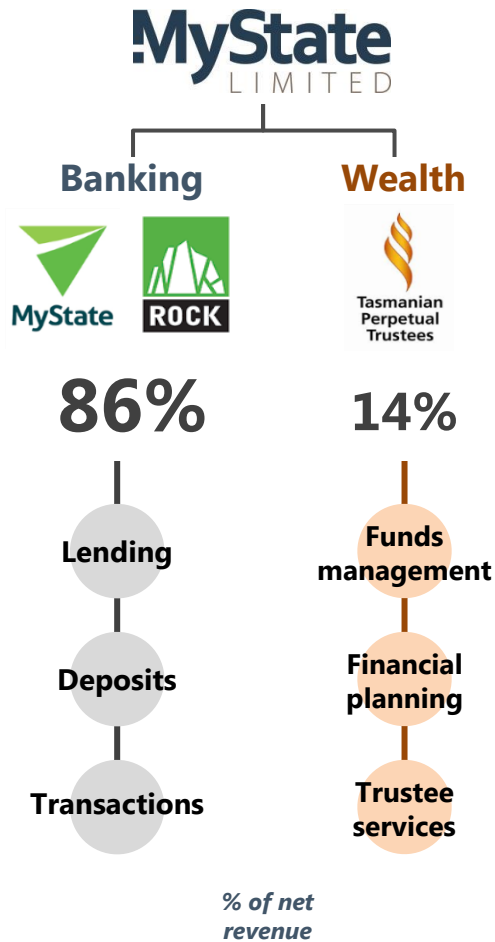 MyState
LIMITED
Banking
Wealth
MyState
ROCK
Tasmanian
Perpetual
Trustees
86%
14%
Lending
Deposits
Transactions
Funds
management
Financial
planning
Trustee
services
% of net
revenue